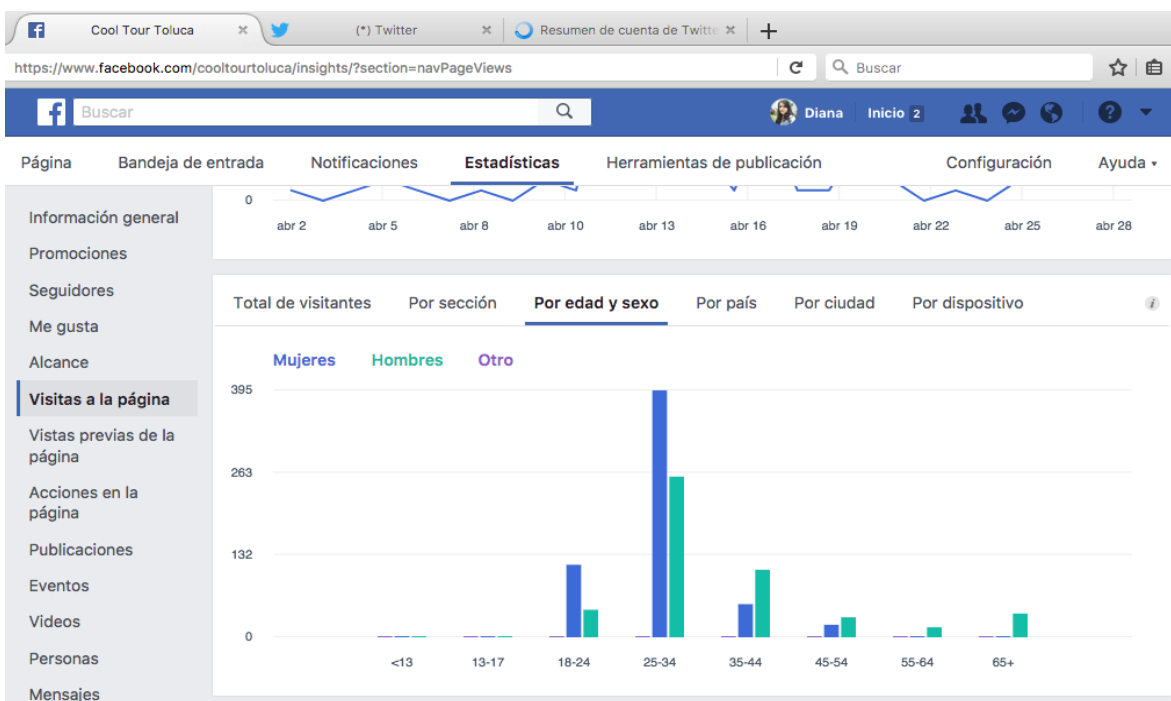 Cool Tour Toluca
(*) Twitter
Resumen de cuenta de Twitte
https://www.facebook.com/cooltourtoluca/insights/?section=navPageViews
Buscar
Buscar
Diana
Inicio 2
Página Bandeja de entrada Notificaciones Estadísticas Herramientas de publicación Configuración Ayuda
Información general
Promociones
Seguidores
Me gusta
Alcance
Visitas a la página
Vistas previas de la
página
Acciones en la
página
Publicaciones
Eventos
Videos
Personas
Mensajes
0
abr 2 abr 5 abr 8 abr 10 abr 13 abr 16 abr 19 abr 22 abr 25 abr 28
Total de visitantes Por sección Por edad y sexo Por país Por ciudad Por dispositivo
Mujeres Hombres Otro
395
263
132
0
<13 13-17 18-24 25-34 35-44 45-54 55-64 65+